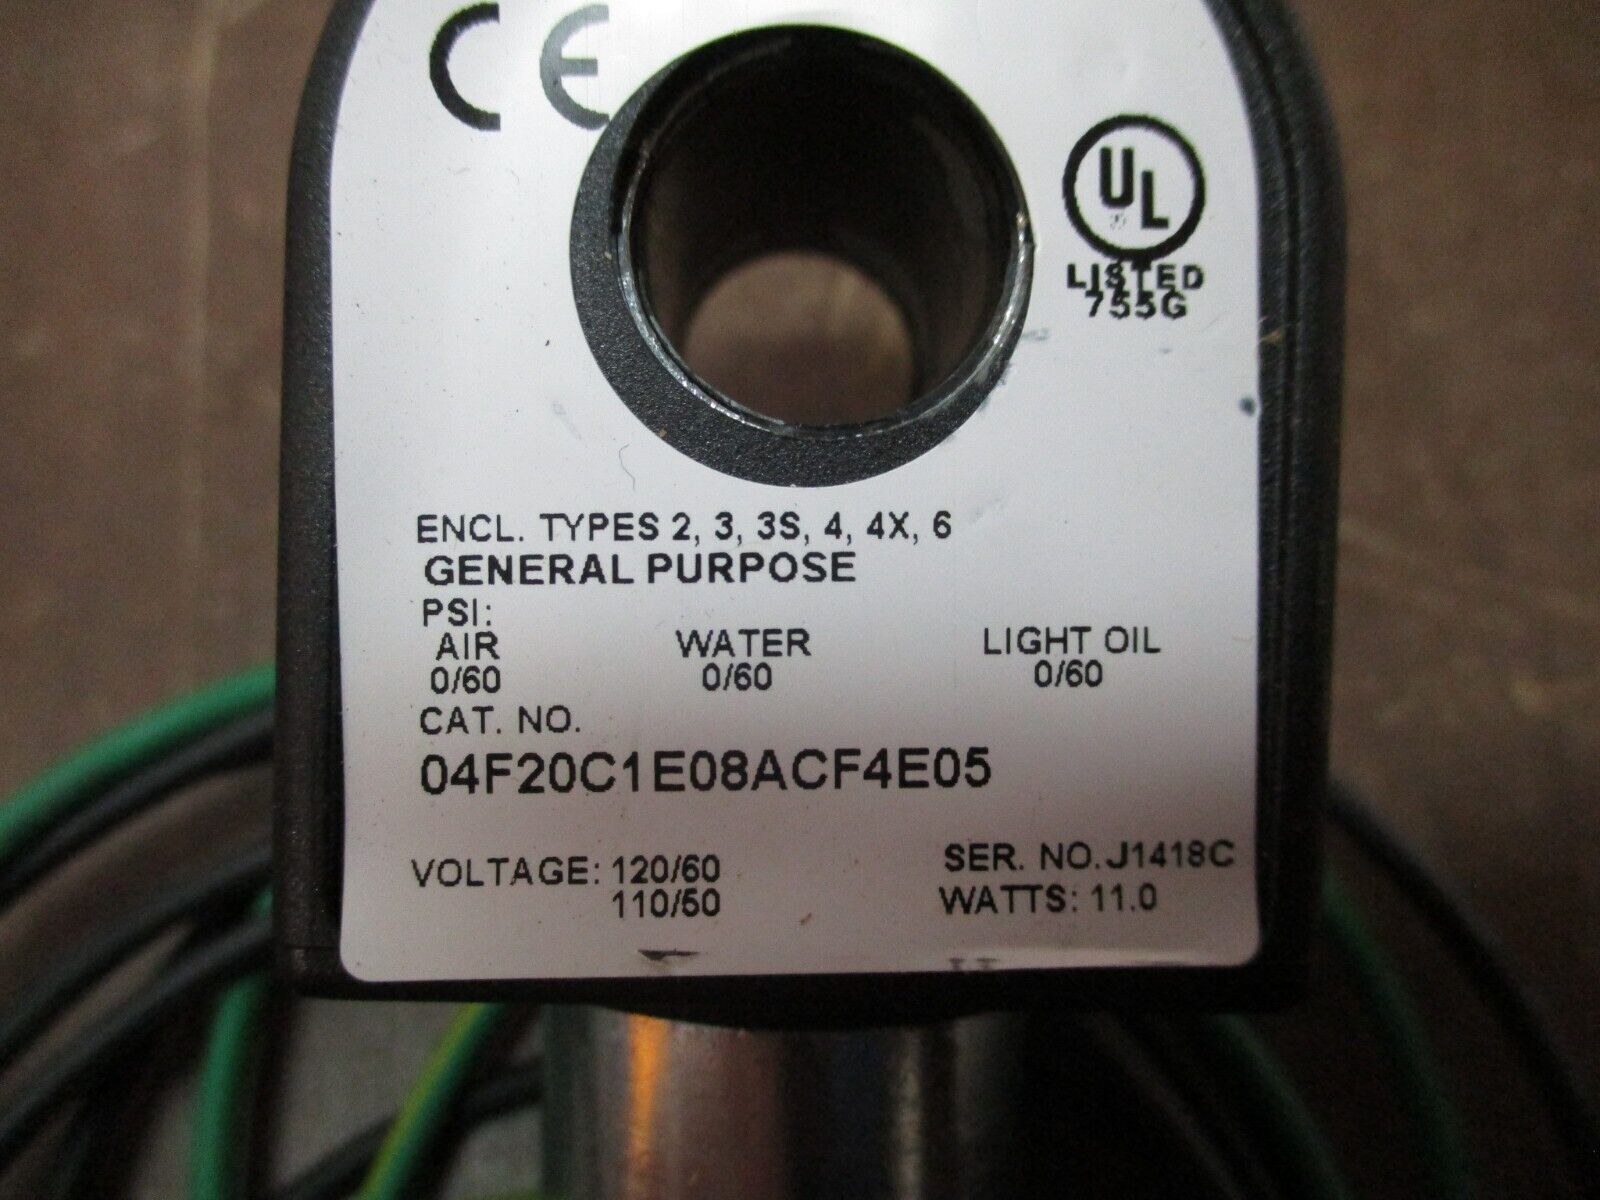 CE
UL
LISTED
755G
ENCL. TYPES 2, 3, 3S, 4, 4X, 6
GENERAL PURPOSE
PSI:
AIR WATER LIGHT OIL
0/60 0/60 0/60
CAT. NO.
04F20C1E08ACF4E05
VOLTAGE: 120/60 SER. NO. J1418C
110/50 WATTS: 11.0